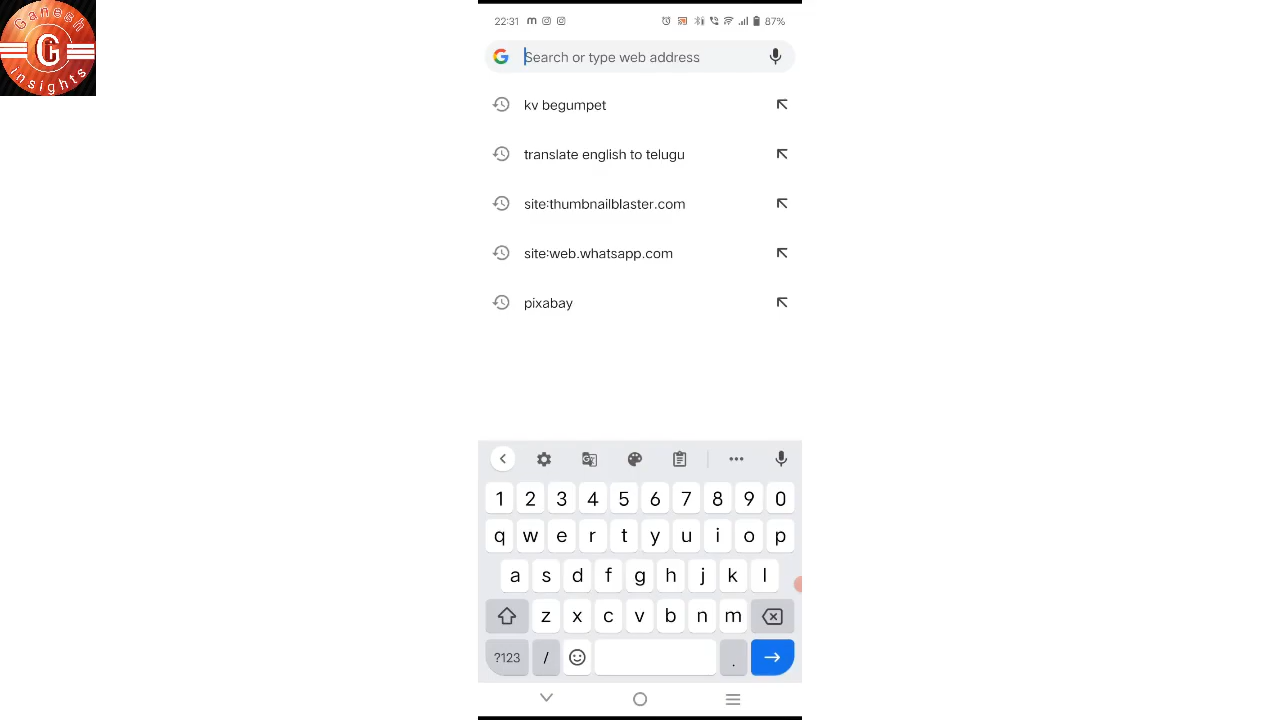 Ganesh
G
insights
22:31 m 87%
G Search or type web address
kv begumpet
translate english to telugu
site:thumbnailblaster.com
site:web.whatsapp.com
pixabay
1 2 3 4 5 6 7 8 9 0
q w e r t y u i o p
a s d f g h j k l
z x c v b n m
?123 / .